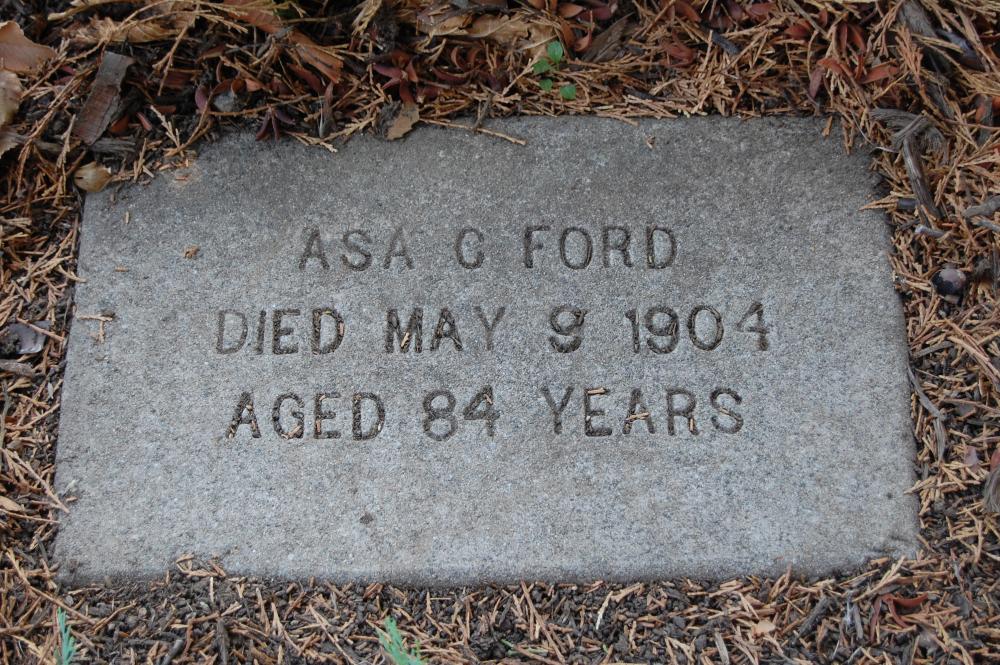 ASA C FORD
DIED MAY 9 1904
AGED 84 YEARS